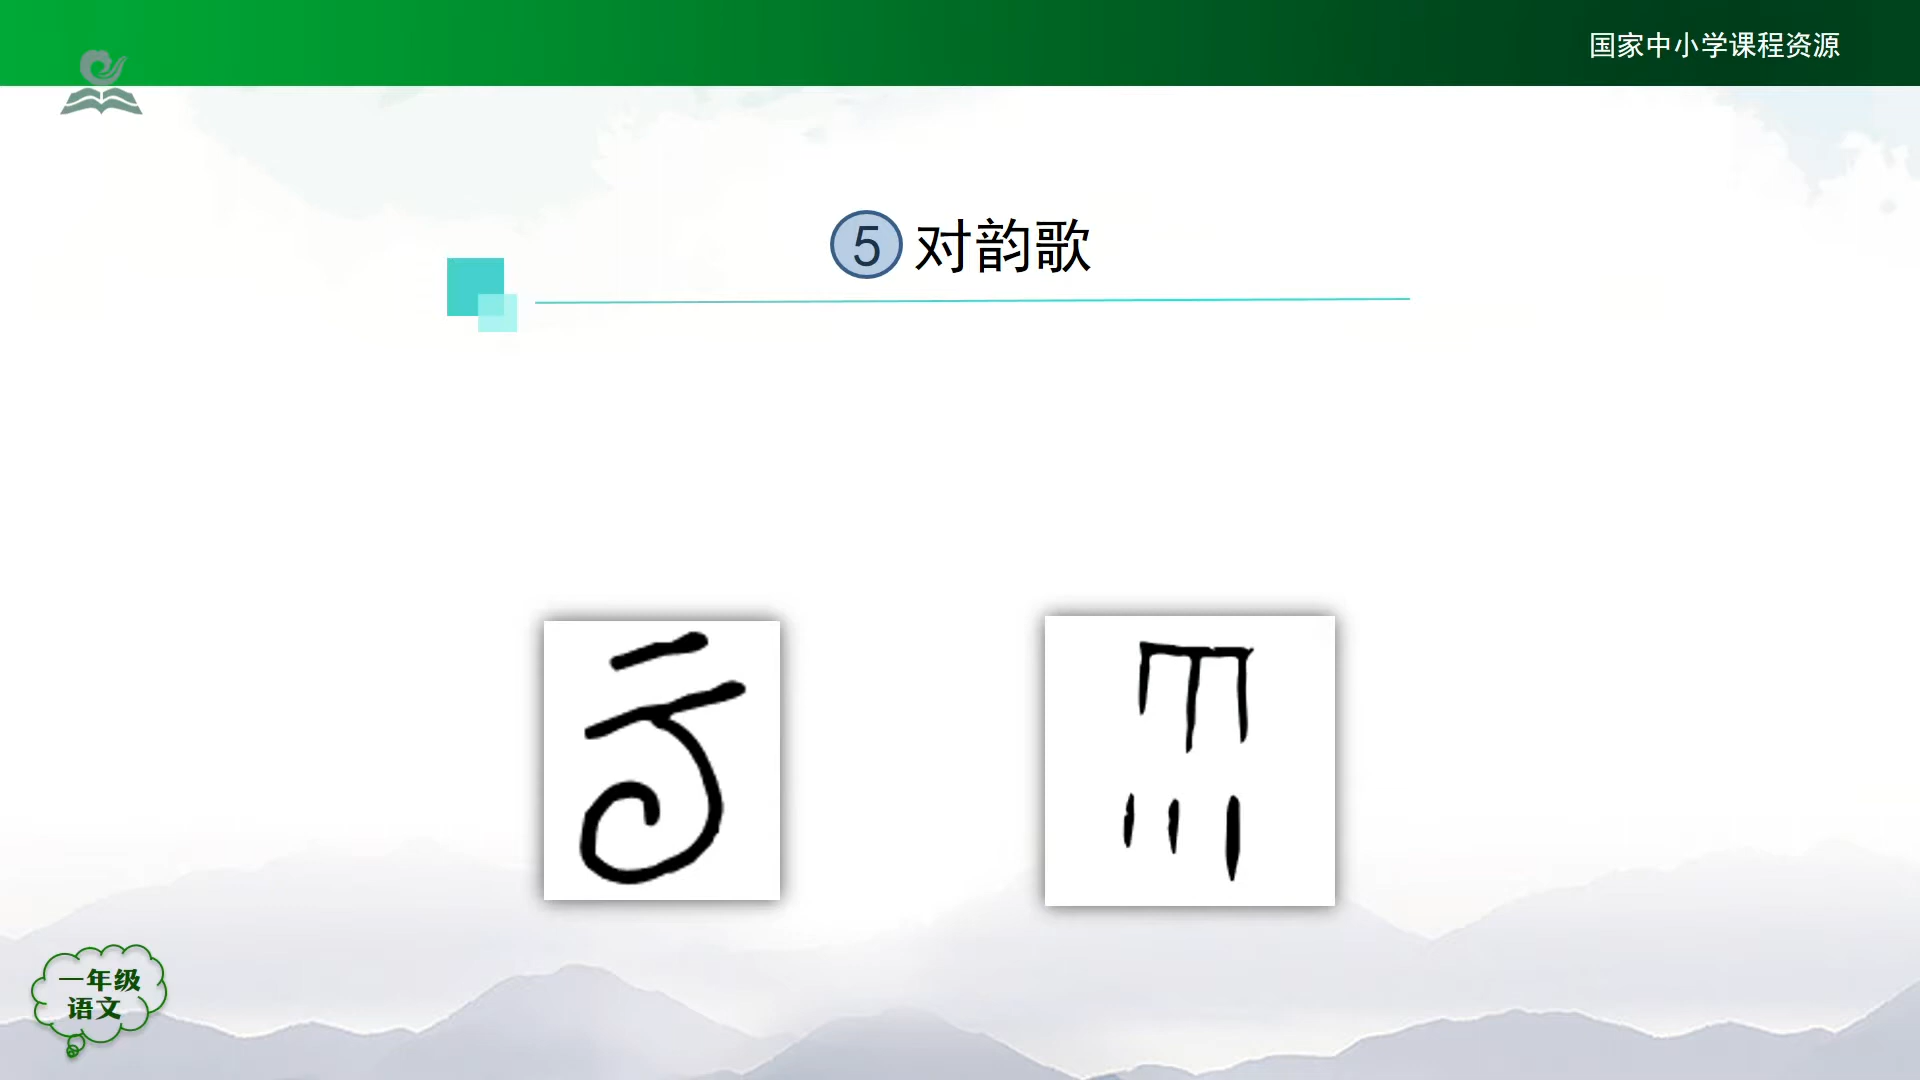 国家中小学课程资源
5 对韵歌
一年级
语文